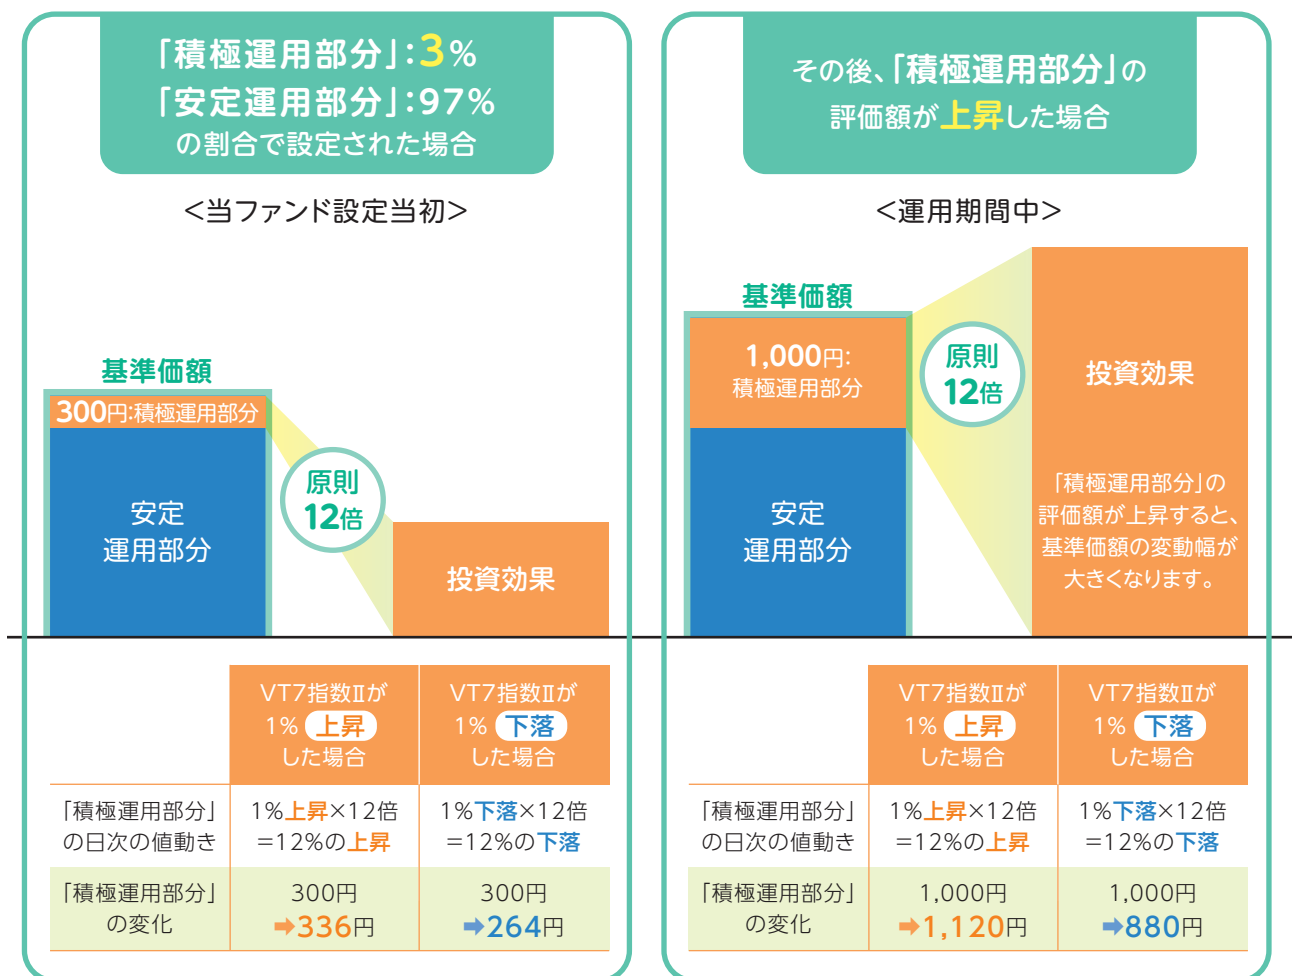 「積極運用部分」:3%
「安定運用部分」:97%
の割合で設定された場合
<当ファンド設定当初>
基準価額
300円:積極運用部分
安定
運用部分
原則
12倍
投資効果
VT7指数Ⅱが
1% 上昇
した場合
VT7指数Ⅱが
1% 下落
した場合
「積極運用部分」
の日次の値動き
1%上昇×12倍
=12%の上昇
1%下落×12倍
=12%の下落
「積極運用部分」
の変化
300円
➡336円
300円
➡264円
その後、「積極運用部分」の
評価額が上昇した場合
<運用期間中>
基準価額
1,000円:
積極運用部分
安定
運用部分
原則
12倍
投資効果
「積極運用部分」の
評価額が上昇すると、
基準価額の変動幅が
大きくなります。
VT7指数Ⅱが
1% 上昇
した場合
VT7指数Ⅱが
1% 下落
した場合
「積極運用部分」
の日次の値動き
1%上昇×12倍
=12%の上昇
1%下落×12倍
=12%の下落
「積極運用部分」
の変化
1,000円
➡1,120円
1,000円
➡880円